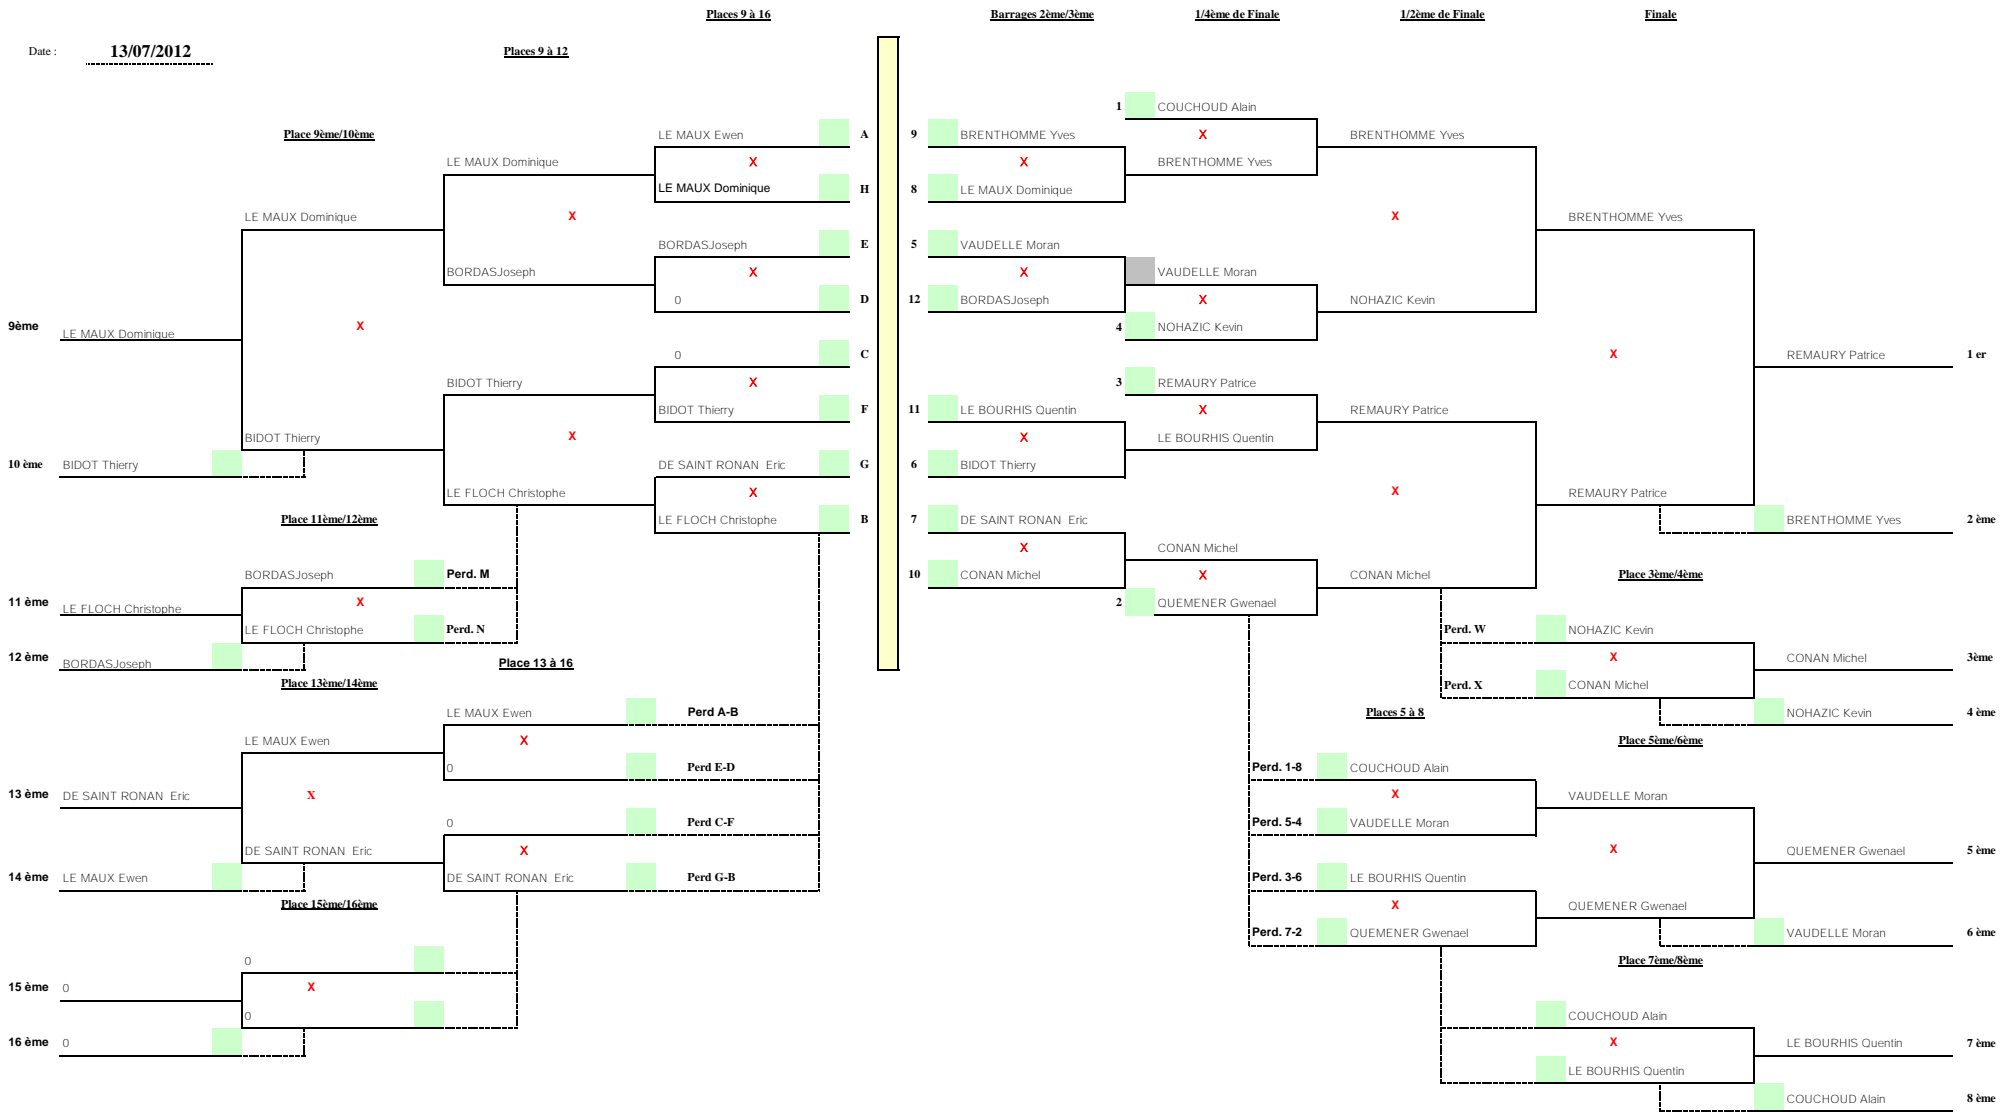 Places 9 à 16
Barrages 2ème/3ème
1/4ème de Finale
1/2ème de Finale
Finale
Date :
13/07/2012
Places 9 à 12
Place 9ème/10ème
LE MAUX Ewen
A
X
LE MAUX Dominique
LE MAUX Dominique
H
LE MAUX Dominique
X
BORDASJoseph
E
BORDASJoseph
X
0
D
9ème
LE MAUX Dominique
X
0
C
BIDOT Thierry
X
BIDOT Thierry
F
BIDOT Thierry
X
10 ème
BIDOT Thierry
DE SAINT RONAN Eric
G
LE FLOCH Christophe
X
Place 11ème/12ème
LE FLOCH Christophe
B
BORDASJoseph
Perd. M
11 ème
LE FLOCH Christophe
X
LE FLOCH Christophe
Perd. N
12 ème
BORDASJoseph
Place 13 à 16
Place 13ème/14ème
LE MAUX Ewen
Perd A-B
LE MAUX Ewen
X
0
Perd E-D
13 ème
DE SAINT RONAN Eric
X
0
Perd C-F
DE SAINT RONAN Eric
X
14 ème
LE MAUX Ewen
DE SAINT RONAN Eric
Perd G-B
Place 15ème/16ème
0
15 ème
0
X
0
16 ème
0
1
COUCHOUD Alain
9
BRENTHOMME Yves
X
BRENTHOMME Yves
X
BRENTHOMME Yves
8
LE MAUX Dominique
X
BRENTHOMME Yves
5
VAUDELLE Moran
X
VAUDELLE Moran
12
BORDASJoseph
X
NOHAZIC Kevin
4
NOHAZIC Kevin
X
REMAURY Patrice
1 er
3
REMAURY Patrice
11
LE BOURHIS Quentin
X
REMAURY Patrice
X
LE BOURHIS Quentin
6
BIDOT Thierry
X
REMAURY Patrice
7
DE SAINT RONAN Eric
BRENTHOMME Yves
2 ème
X
CONAN Michel
10
CONAN Michel
X
CONAN Michel
Place 3ème/4ème
2
QUEMENER Gwenael
Perd. W
NOHAZIC Kevin
X
CONAN Michel
3ème
Perd. X
CONAN Michel
Places 5 à 8
NOHAZIC Kevin
4 ème
Place 5ème/6ème
Perd. 1-8
COUCHOUD Alain
X
VAUDELLE Moran
Perd. 5-4
VAUDELLE Moran
X
QUEMENER Gwenael
5 ème
Perd. 3-6
LE BOURHIS Quentin
X
QUEMENER Gwenael
Perd. 7-2
QUEMENER Gwenael
VAUDELLE Moran
6 ème
Place 7ème/8ème
COUCHOUD Alain
X
LE BOURHIS Quentin
7 ème
LE BOURHIS Quentin
COUCHOUD Alain
8 ème